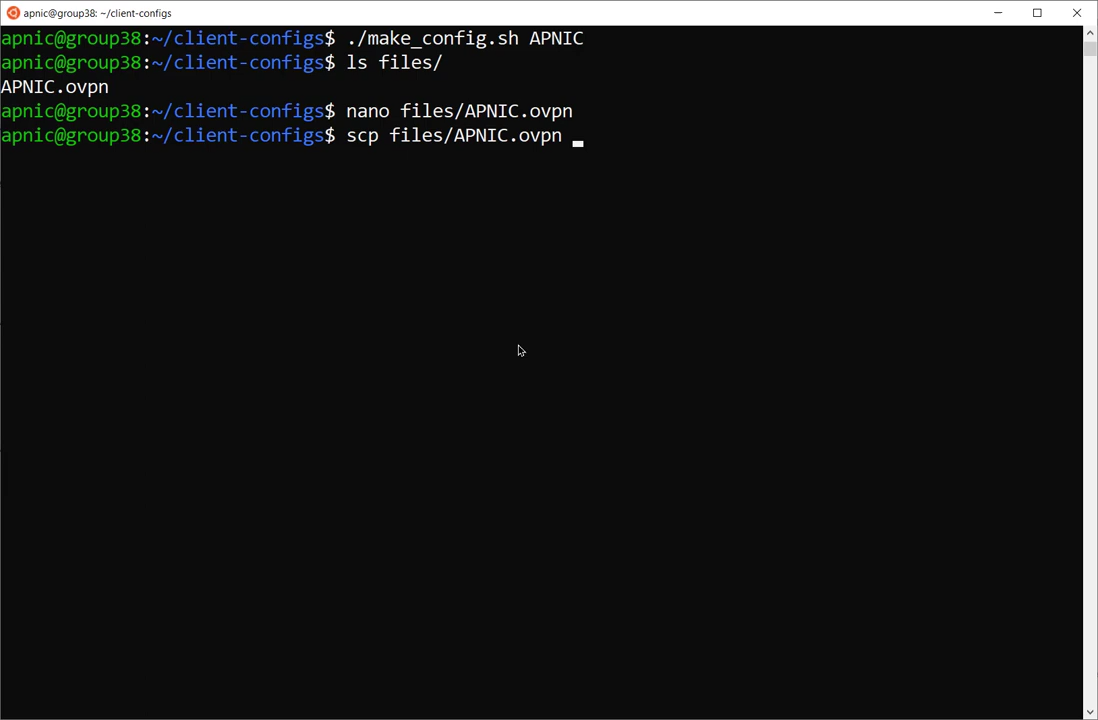 apnic@group38: ~/client-configs
apnic@group38:~/client-configs$ ./make_config.sh APNIC
apnic@group38:~/client-configs$ ls files/
APNIC.ovpn
apnic@group38:~/client-configs$ nano files/APNIC.ovpn
apnic@group38:~/client-configs$ scp files/APNIC.ovpn